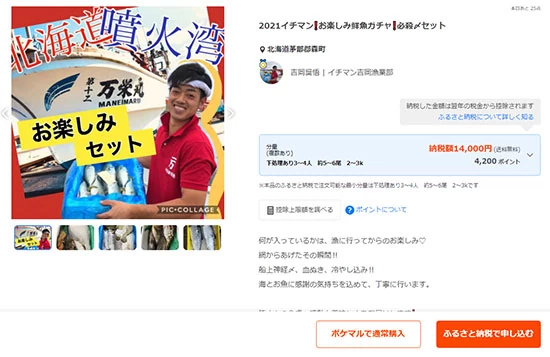 本日あと 25.0
2021イチマン お楽しみ鮮魚ガチャ 必殺〆セット
北海道茅部郡森町
吉岡奨悟 | イチマン吉岡漁業部
北海道噴火湾
第十三 万栄丸
MANEIMARU
お楽しみ
セット
PIC・COLLAGE
お楽しみ
セット
納税した金額は翌年の税金から控除されます
ふるさと納税について詳しく知る
分量
(複数あり)
下処理あり3~4人 約5~6尾 2~3k
納税額14,000円(送料無料)
4,200 ポイント
※本品のふるさと納税で注文可能な最小分量は下処理あり3~4人 約5~6尾 2~3kです
控除上限額を調べる
ポイントについて
何が入っているかは、漁に行ってからのお楽しみ♡
網からあげたその瞬間!!
船上神経〆、血ぬき、冷やし込み!!
海とお魚に感謝の気持ちを込めて、丁寧に行います。
ポケマルで通常購入
ふるさと納税で申し込む